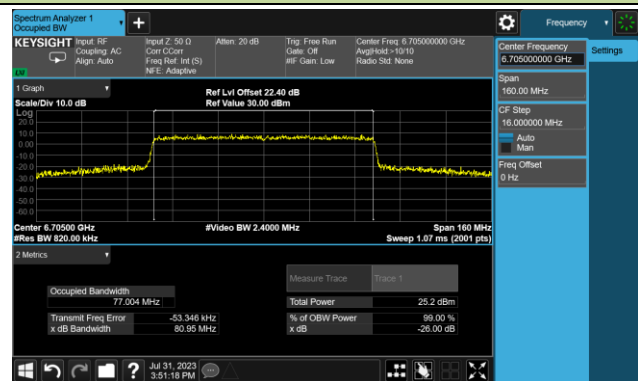 Spectrum Analyzer 1
Occupied BW
Frequency
KEYSIGHT
Input: RF
Coupling: AC
Align: Auto
Input Z: 50 Ω
Corr CCorr
Freq Ref: Int (S)
NFE: Adaptive
Atten: 20 dB
Trig: Free Run
Gate: Off
#IF Gain: Low
Center Freq: 6.705000000 GHz
Avg|Hold:>10/10
Radio Std: None
LVI
Center Frequency
6.705000000 GHz
Settings
Span
160.00 MHz
CF Step
16.000000 MHz
Auto
Man
Freq Offset
0 Hz
1 Graph
Scale/Div 10.0 dB
Ref Lvl Offset 22.40 dB
Ref Value 30.00 dBm
Log
20.0
10.0
0.00
-10.0
-20.0
-30.0
-40.0
-50.0
-60.0
Center 6.70500 GHz
#Video BW 2.4000 MHz
Span 160 MHz
#Res BW 820.00 kHz
Sweep 1.07 ms (2001 pts)
2 Metrics
Measure Trace
Trace 1
Occupied Bandwidth
77.004 MHz
Total Power
25.2 dBm
Transmit Freq Error
-53.346 kHz
% of OBW Power
99.00 %
x dB Bandwidth
80.95 MHz
x dB
-26.00 dB
Jul 31, 2023
3:51:18 PM